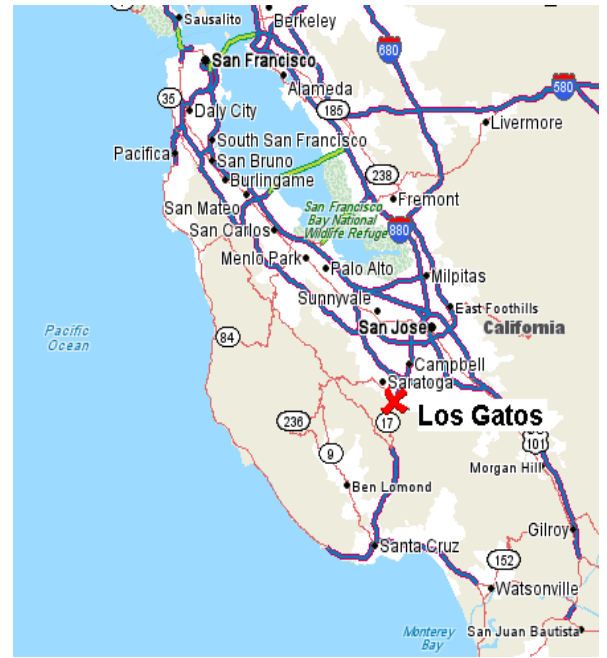 Sausalito
Berkeley
San Francisco
680
580
Alameda
35
185
Daly City
Livermore
South San Francisco
Pacifica
San Bruno
Burlingame
238
Fremont
San Mateo
San Francisco
Bay National
Wildlife Refuge
880
San Carlos
Menlo Park
Palo Alto
Milpitas
Sunnyvale
East Foothills
San Jose
California
Pacific
Ocean
84
Campbell
Saratoga
Los Gatos
236
17
101
9
Morgan Hill
Ben Lomond
Gilroy
Santa Cruz
152
Watsonville
Monterey
Bay
San Juan Bautista